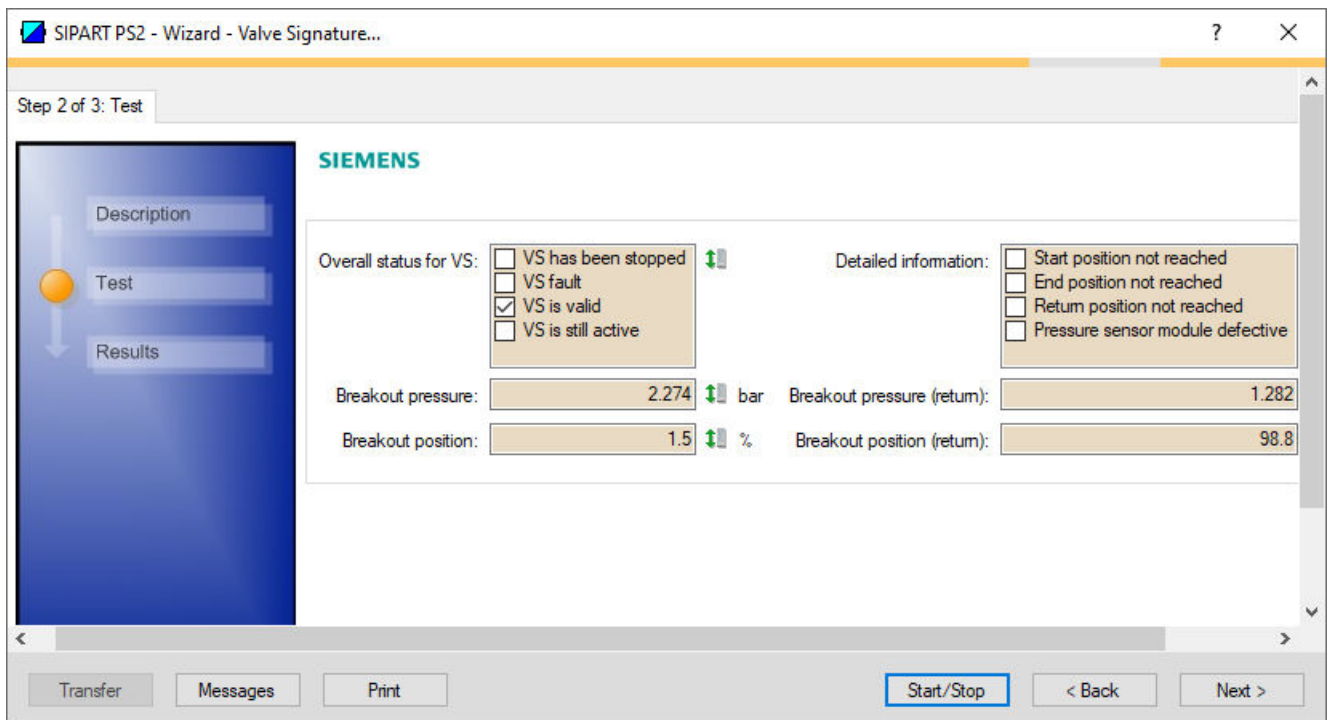 SIPART PS2 - Wizard - Valve Signature...
?
Step 2 of 3: Test
SIEMENS
Description
Test
Results
Overall status for VS:
VS has been stopped
VS fault
VS is valid
VS is still active
Detailed information:
Start position not reached
End position not reached
Return position not reached
Pressure sensor module defective
Breakout pressure: 2.274 bar
Breakout pressure (return): 1.282
Breakout position: 1.5 %
Breakout position (return): 98.8
Transfer
Messages
Print
Start/Stop
< Back
Next >